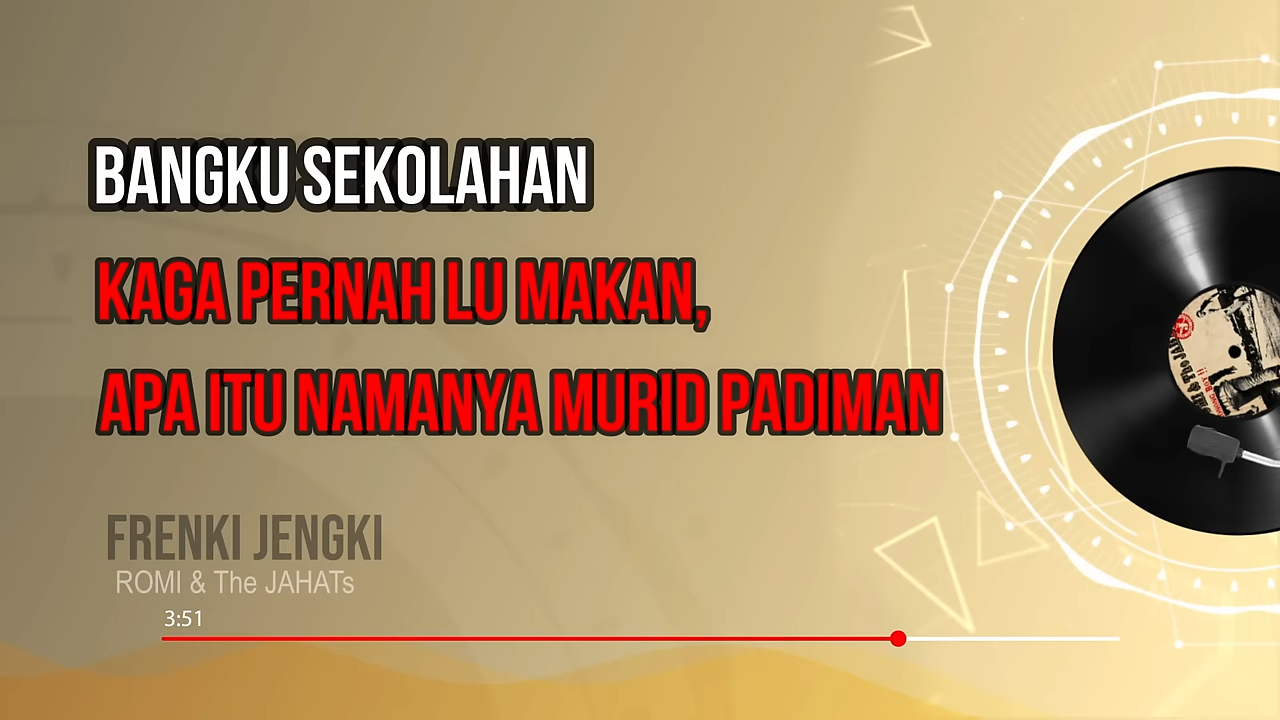 BANGKU SEKOLAHAN
KAGA PERNAH LU MAKAN,
APA ITU NAMANYA MURID PADIMAN
FRENKI JENGKI
ROMI & The JAHATs
3:51